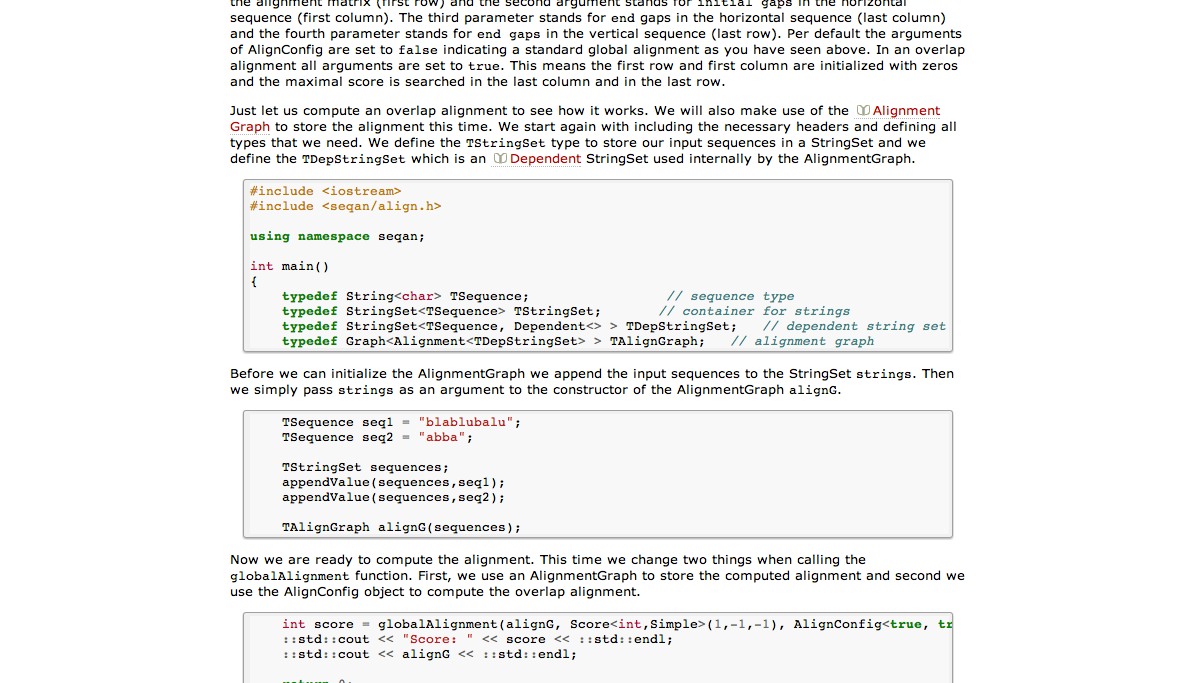 the alignment matrix (first row) and the second argument stands for initial gaps in the horizontal
sequence (first column). The third parameter stands for end gaps in the horizontal sequence (last column)
and the fourth parameter stands for end gaps in the vertical sequence (last row). Per default the arguments
of AlignConfig are set to false indicating a standard global alignment as you have seen above. In an overlap
alignment all arguments are set to true. This means the first row and first column are initialized with zeros
and the maximal score is searched in the last column and in the last row.
Just let us compute an overlap alignment to see how it works. We will also make use of the Alignment
Graph to store the alignment this time. We start again with including the necessary headers and defining all
types that we need. We define the TStringSet type to store our input sequences in a StringSet and we
define the TDepStringSet which is an Dependent StringSet used internally by the AlignmentGraph.
#include <iostream>
#include <seqan/align.h>
using namespace seqan;
int main()
{
typedef String<char> TSequence; // sequence type
typedef StringSet<TSequence> TStringSet; // container for strings
typedef StringSet<TSequence, Dependent<> > TDepStringSet; // dependent string set
typedef Graph<Alignment<TDepStringSet> > TAlignGraph; // alignment graph
Before we can initialize the AlignmentGraph we append the input sequences to the StringSet strings. Then
we simply pass strings as an argument to the constructor of the AlignmentGraph alignG.
TSequence seq1 = "blablubalu";
TSequence seq2 = "abba";
TStringSet sequences;
appendValue(sequences,seq1);
appendValue(sequences,seq2);
TAlignGraph alignG(sequences);
Now we are ready to compute the alignment. This time we change two things when calling the
globalAlignment function. First, we use an AlignmentGraph to store the computed alignment and second we
use the AlignConfig object to compute the overlap alignment.
int score = globalAlignment(alignG, Score<int,Simple>(1,-1,-1), AlignConfig<true, tr
::std::cout << "Score: " << score << ::std::endl;
::std::cout << alignG << ::std::endl;